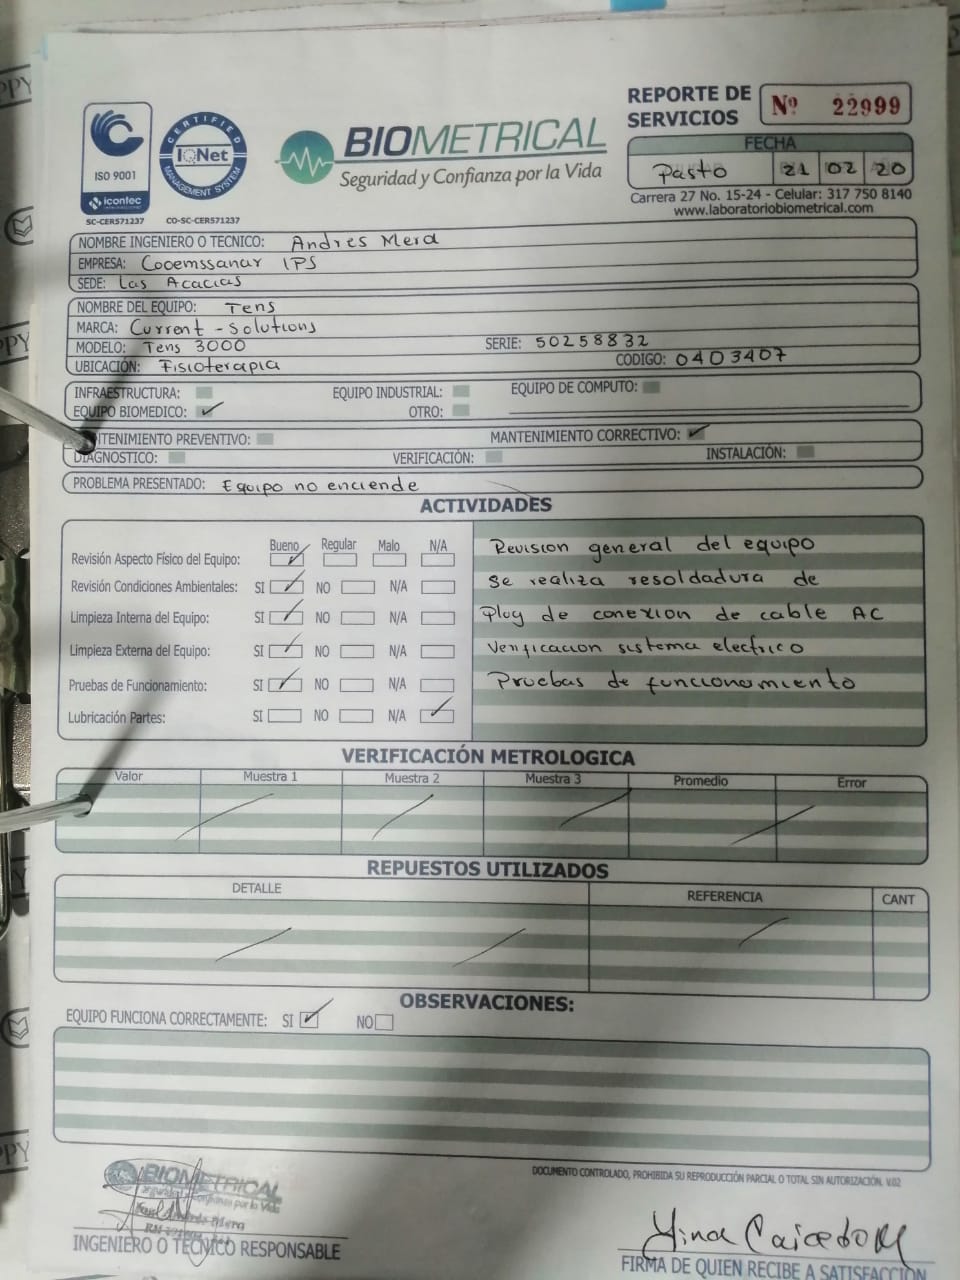 REPORTE DE SERVICIOS
Nº 22999
FECHA
Pasto 21 02 20
Carrera 27 No. 15-24 - Celular: 317 750 8140
www.laboratoriobiometrical.com
ISO 9001
icontec
SC-CER571237
CERTIFIED
IQNet
MANAGEMENT SYSTEM
CO-SC-CER571237
BIOMETRICAL
Seguridad y Confianza por la Vida
NOMBRE INGENIERO O TECNICO: Andres Mera
EMPRESA: Cooemssanar IPS
SEDE: Las Acacias
NOMBRE DEL EQUIPO: Tens
MARCA: Current - Solutions
MODELO: Tens 3000 SERIE: 50258832
UBICACIÓN: Fisioterapia CODIGO: 0403407
INFRAESTRUCTURA: EQUIPO INDUSTRIAL: EQUIPO DE COMPUTO:
EQUIPO BIOMEDICO: ✓ OTRO:
NTENIMIENTO PREVENTIVO: MANTENIMIENTO CORRECTIVO: ✓
DIAGNOSTICO: VERIFICACIÓN: INSTALACIÓN:
PROBLEMA PRESENTADO: Equipo no enciende
ACTIVIDADES
Bueno Regular Malo N/A
Revisión Aspecto Físico del Equipo: ✓
Revisión Condiciones Ambientales: SI ✓ NO N/A
Limpieza Interna del Equipo: SI ✓ NO N/A
Limpieza Externa del Equipo: SI ✓ NO N/A
Pruebas de Funcionamiento: SI ✓ NO N/A
Lubricación Partes: SI NO N/A ✓
Revision general del equipo
Se realiza resoldadura de
Plug de conexion de cable AC
Verificacion sistema electrico
Pruebas de funcionamiento
VERIFICACIÓN METROLOGICA
Valor Muestra 1 Muestra 2 Muestra 3 Promedio Error
REPUESTOS UTILIZADOS
DETALLE REFERENCIA CANT
OBSERVACIONES:
EQUIPO FUNCIONA CORRECTAMENTE: SI ✓ NO
DOCUMENTO CONTROLADO, PROHIBIDA SU REPRODUCCIÓN PARCIAL O TOTAL SIN AUTORIZACIÓN. V.02
BIOMETRICAL
Seguridad y Confianza por la Vida
INGENIERO O TECNICO RESPONSABLE
Yina Caicedo M
FIRMA DE QUIEN RECIBE A SATISFACCIÓN